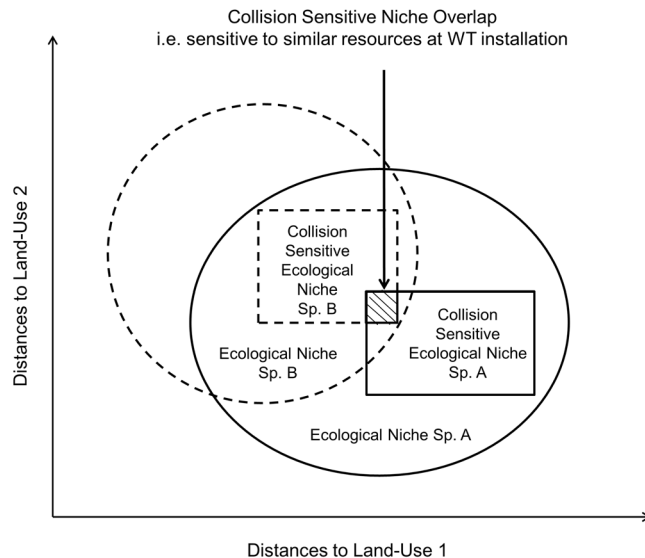 Collision Sensitive Niche Overlap
i.e. sensitive to similar resources at WT installation
Distances to Land-Use 2
Collision
Sensitive
Ecological
Niche
Sp. B
Collision
Sensitive
Ecological Niche
Sp. A
Ecological Niche
Sp. B
Ecological Niche Sp. A
Distances to Land-Use 1